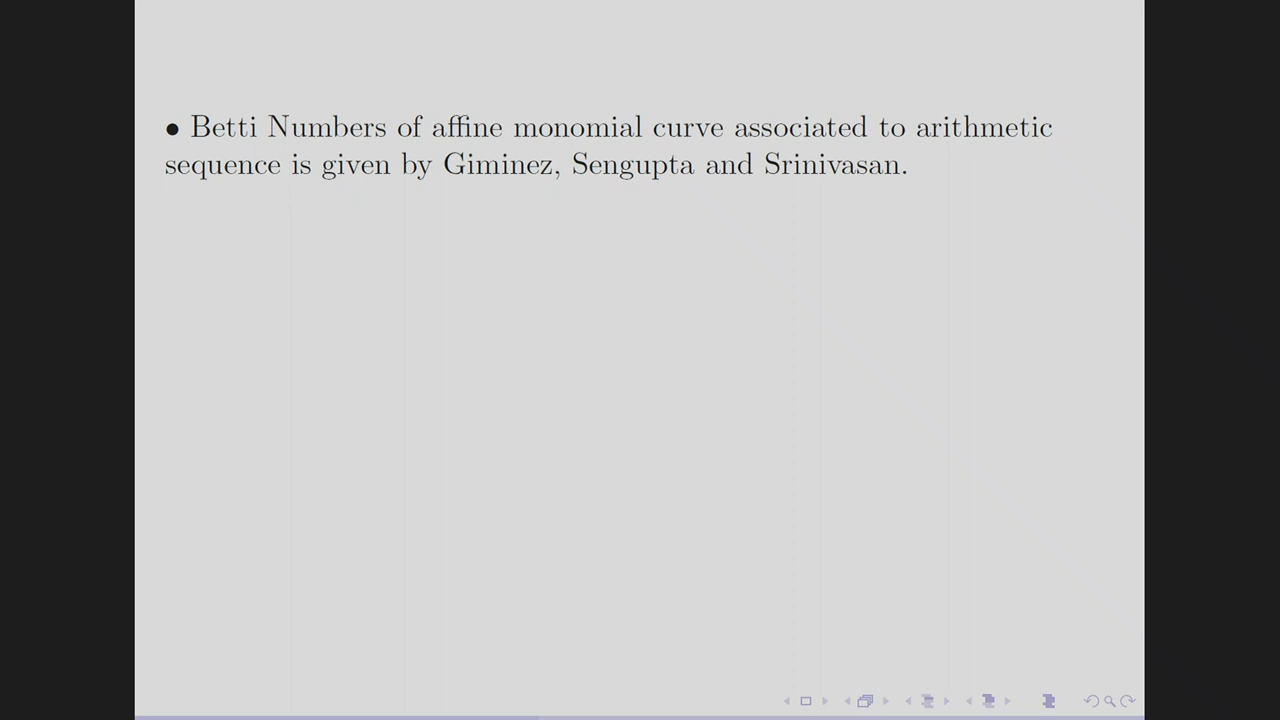 • Betti Numbers of affine monomial curve associated to arithmetic
sequence is given by Giminez, Sengupta and Srinivasan.